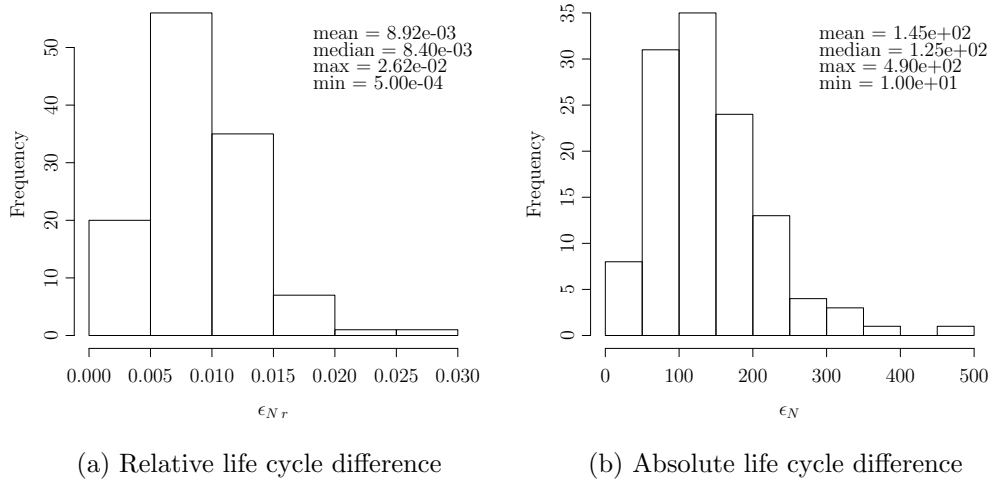 mean = 8.92e-03
median = 8.40e-03
max = 2.62e-02
min = 5.00e-04
Frequency
0
10
20
30
40
50
0.000 0.005 0.010 0.015 0.020 0.025 0.030
ϵN r
(a) Relative life cycle difference
mean = 1.45e+02
median = 1.25e+02
max = 4.90e+02
min = 1.00e+01
Frequency
0
5
10
15
20
25
30
35
0 100 200 300 400 500
ϵN
(b) Absolute life cycle difference